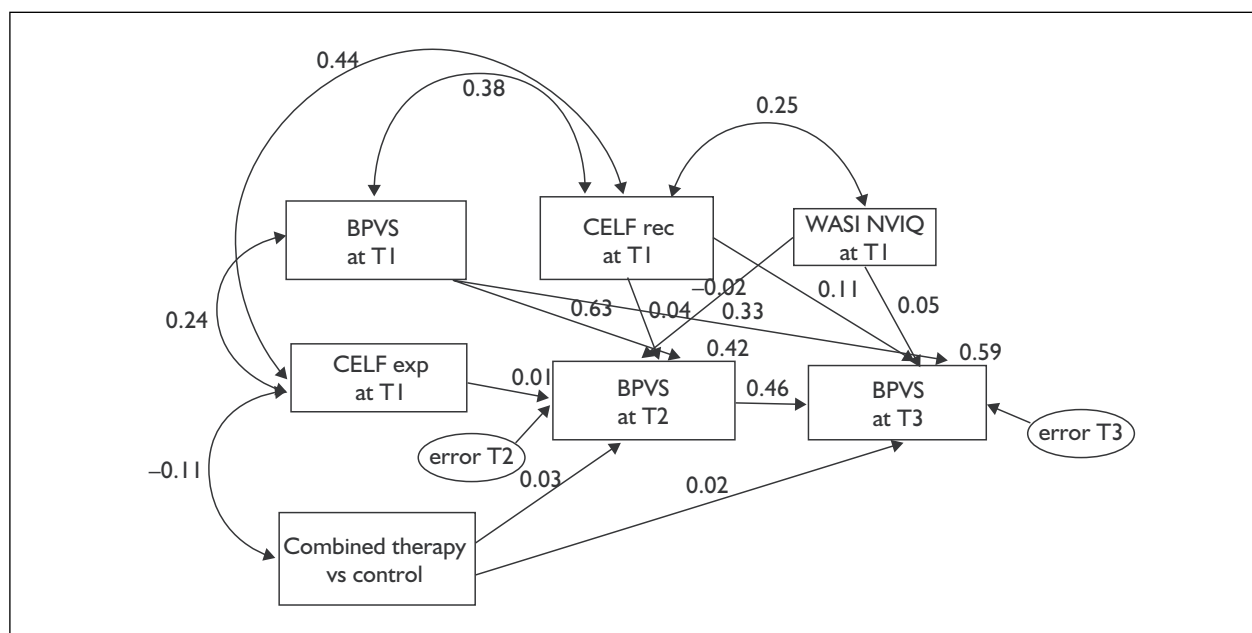 0.44
0.38
0.25
BPVS
at T1
CELF rec
at T1
WASI NVIQ
at T1
–0.02
0.11
0.05
0.63
0.04
0.33
0.24
CELF exp
at T1
0.01
0.42
BPVS
at T2
0.46
0.59
BPVS
at T3
error T2
error T3
–0.11
0.03
0.02
Combined therapy
vs control